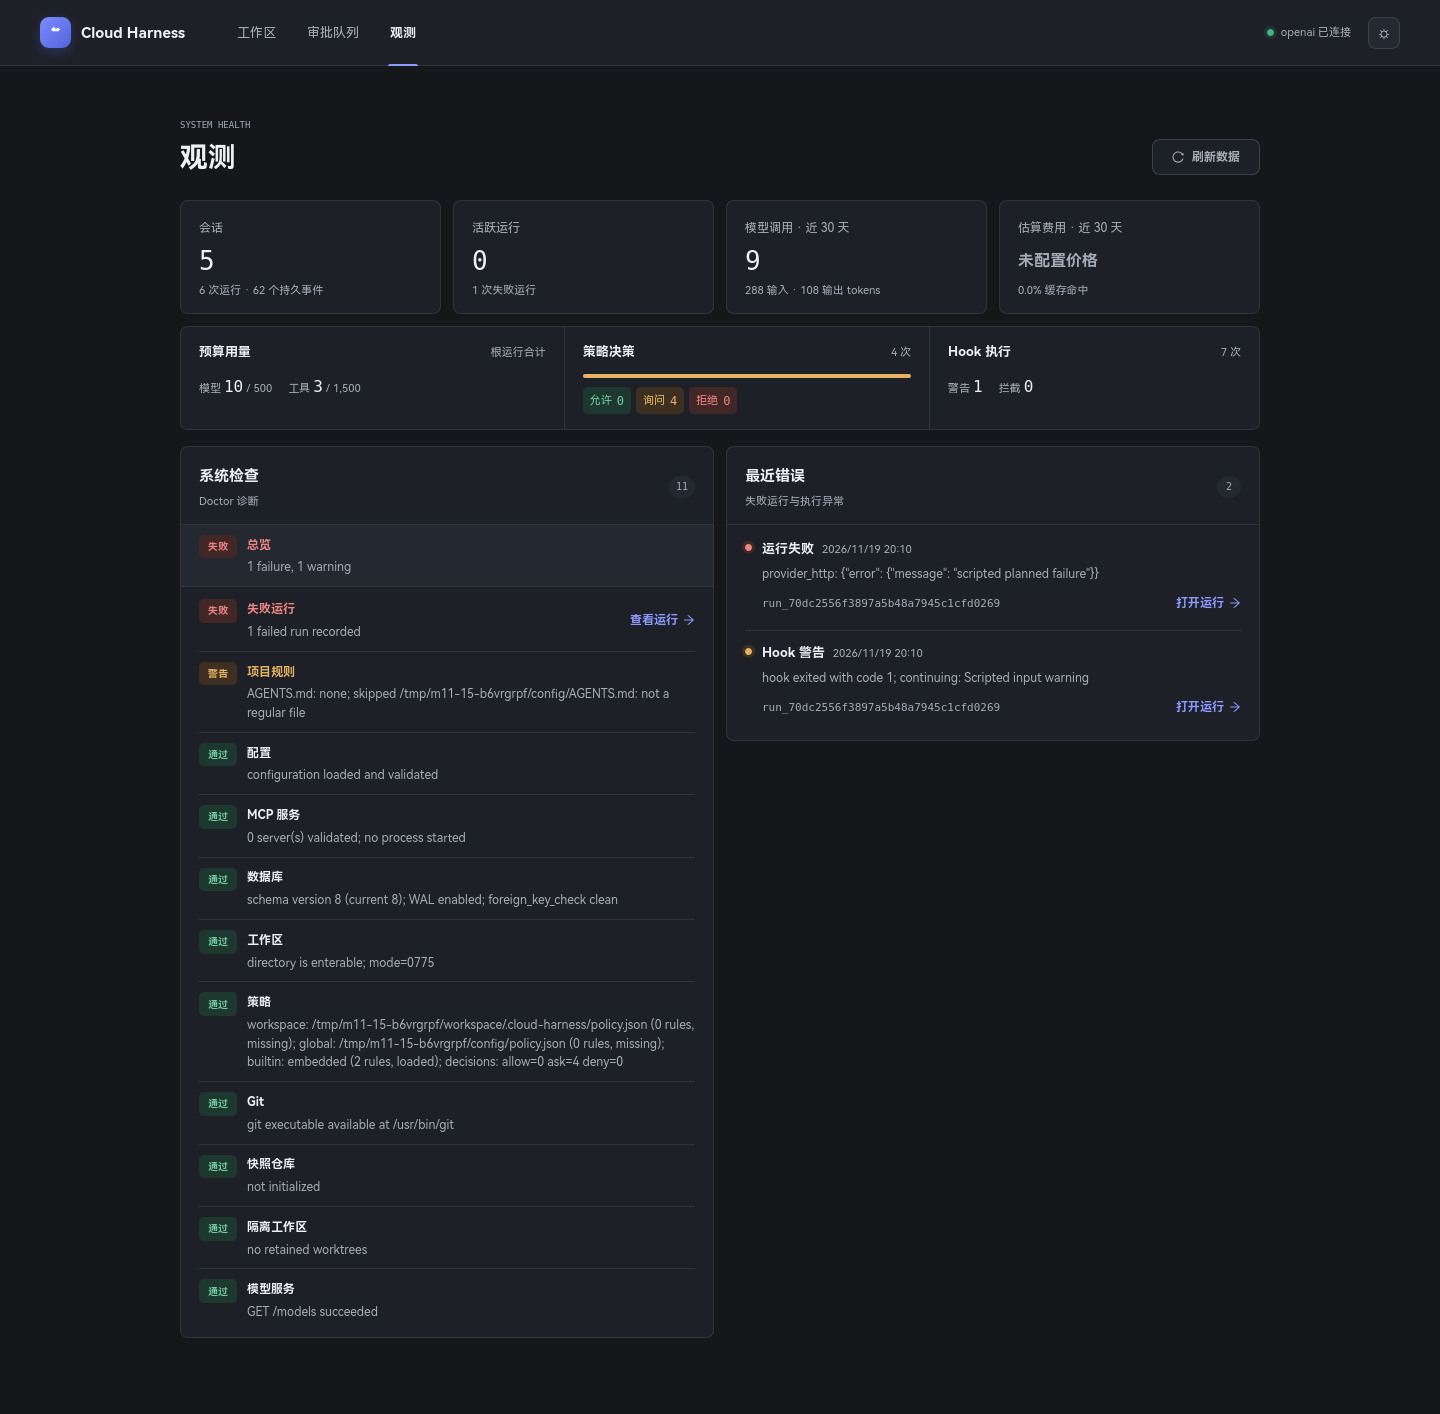 Cloud Harness
工作区
审批队列
观测
openai 已连接
SYSTEM HEALTH
观测
刷新数据
会话
5
6 次运行 · 62 个持久事件
活跃运行
0
1 次失败运行
模型调用 · 近 30 天
9
288 输入 · 108 输出 tokens
估算费用 · 近 30 天
未配置价格
0.0% 缓存命中
预算用量
根运行合计
模型 10 / 500 工具 3 / 1,500
策略决策
4 次
允许 0 询问 4 拒绝 0
Hook 执行
7 次
警告 1 拦截 0
系统检查
Doctor 诊断
11
失败 总览
1 failure, 1 warning
失败 失败运行
1 failed run recorded
查看运行 →
警告 项目规则
AGENTS.md: none; skipped /tmp/m11-15-b6vrgrpf/config/AGENTS.md: not a
regular file
通过 配置
configuration loaded and validated
通过 MCP 服务
0 server(s) validated; no process started
通过 数据库
schema version 8 (current 8); WAL enabled; foreign_key_check clean
通过 工作区
directory is enterable; mode=0775
通过 策略
workspace: /tmp/m11-15-b6vrgrpf/workspace/.cloud-harness/policy.json (0 rules,
missing); global: /tmp/m11-15-b6vrgrpf/config/policy.json (0 rules, missing);
builtin: embedded (2 rules, loaded); decisions: allow=0 ask=4 deny=0
通过 Git
git executable available at /usr/bin/git
通过 快照仓库
not initialized
通过 隔离工作区
no retained worktrees
通过 模型服务
GET /models succeeded
最近错误
失败运行与执行异常
2
运行失败 2026/11/19 20:10
provider_http: {"error": {"message": "scripted planned failure"}}
run_70dc2556f3897a5b48a7945c1cfd0269
打开运行 →
Hook 警告 2026/11/19 20:10
hook exited with code 1; continuing: Scripted input warning
run_70dc2556f3897a5b48a7945c1cfd0269
打开运行 →